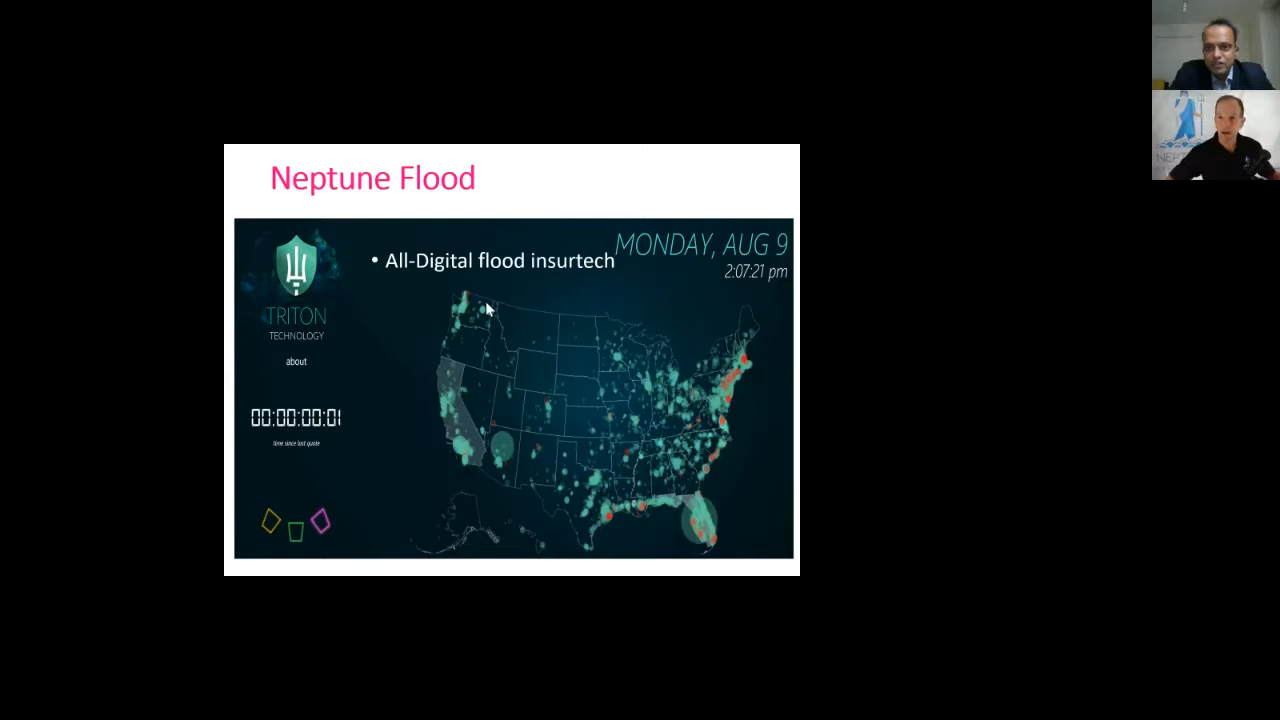 Neptune Flood
• All-Digital flood insurtech
MONDAY, AUG 9
2:07:21 pm
TRITON
TECHNOLOGY
about
00:00:00:01
time since last quote